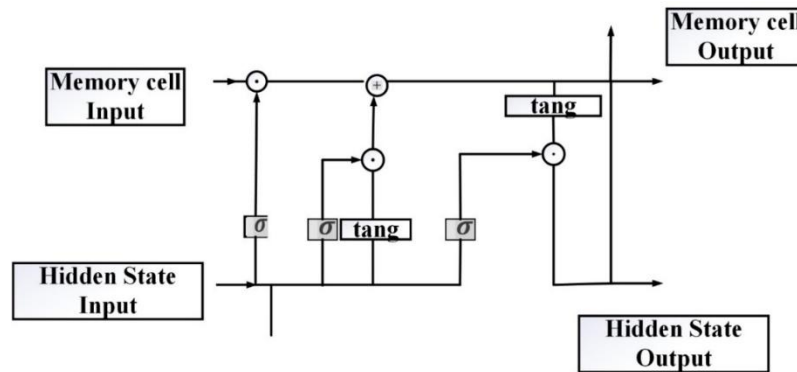 Memory cell
Output
Memory cell
Input
+
tang
σ
σ
tang
σ
Hidden State
Input
Hidden State
Output